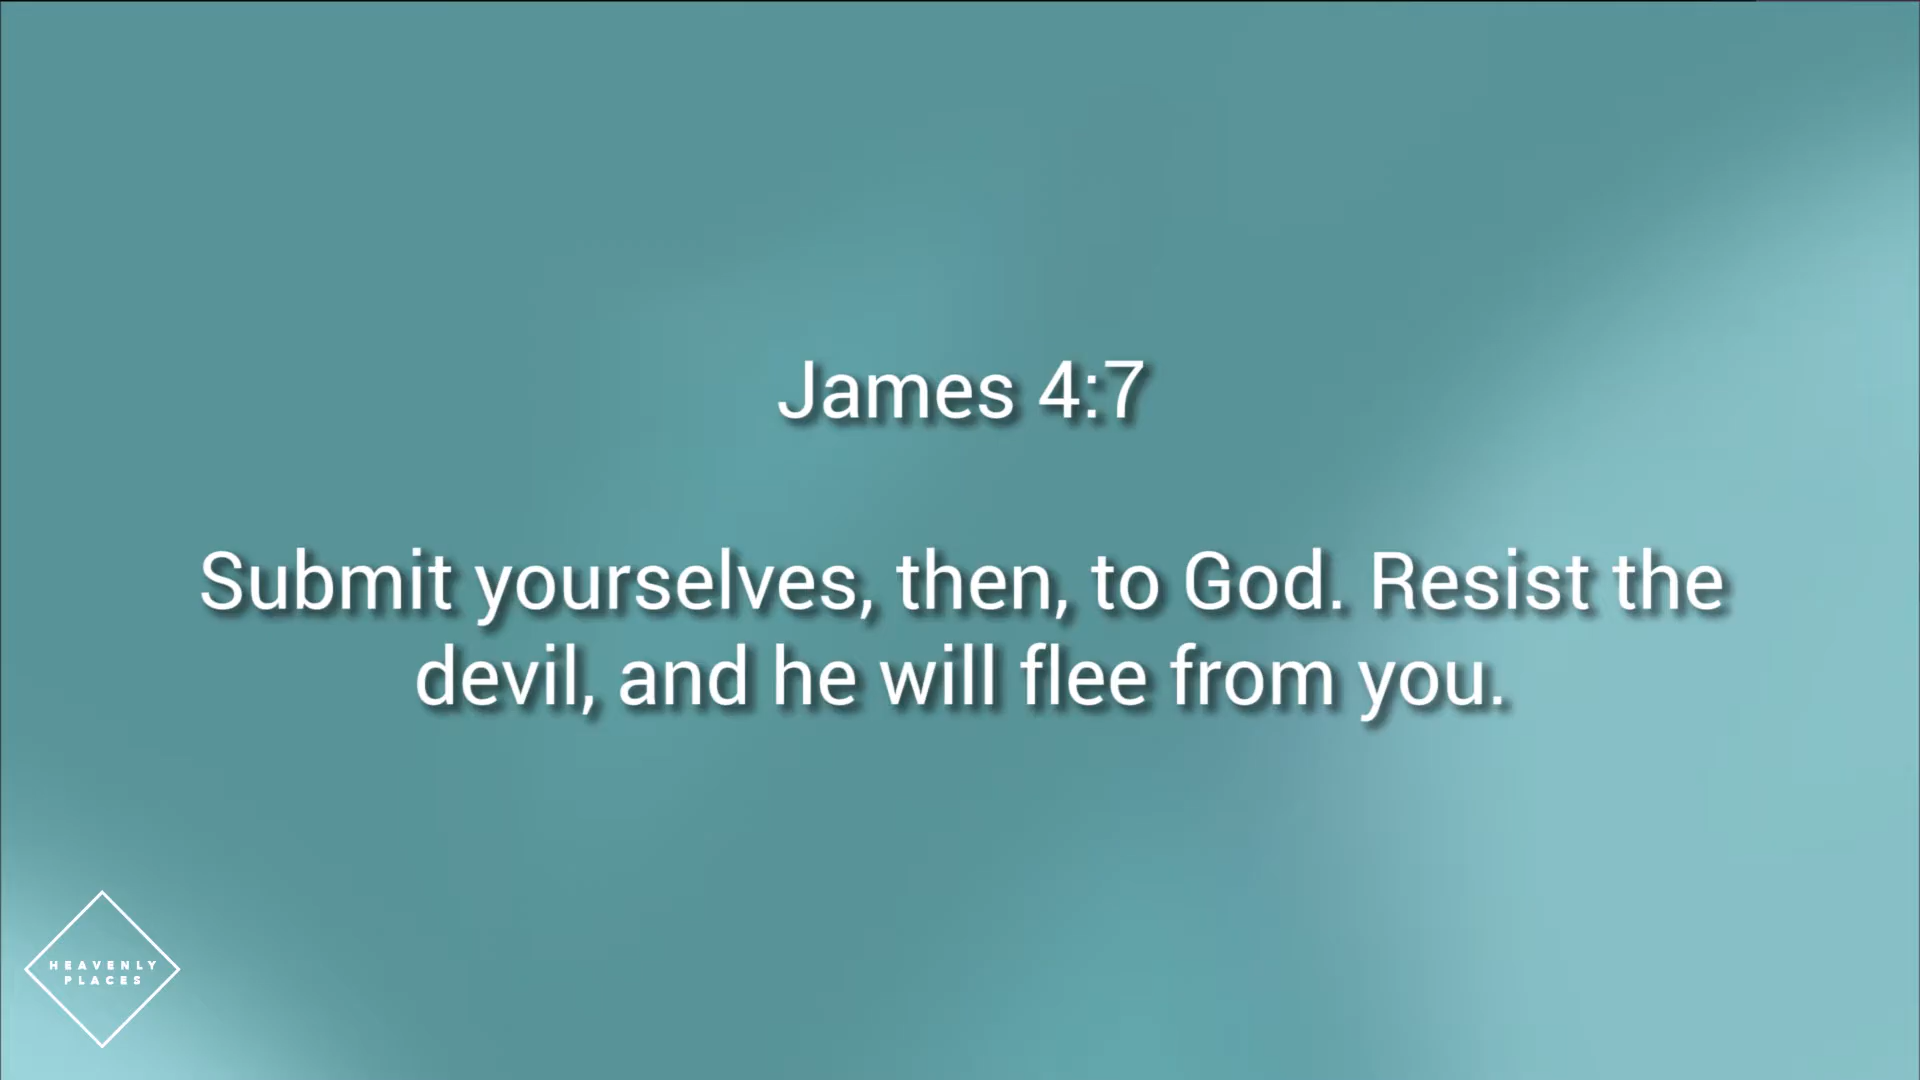 James 4:7
Submit yourselves, then, to God. Resist the
devil, and he will flee from you.
HEAVENLY
PLACES